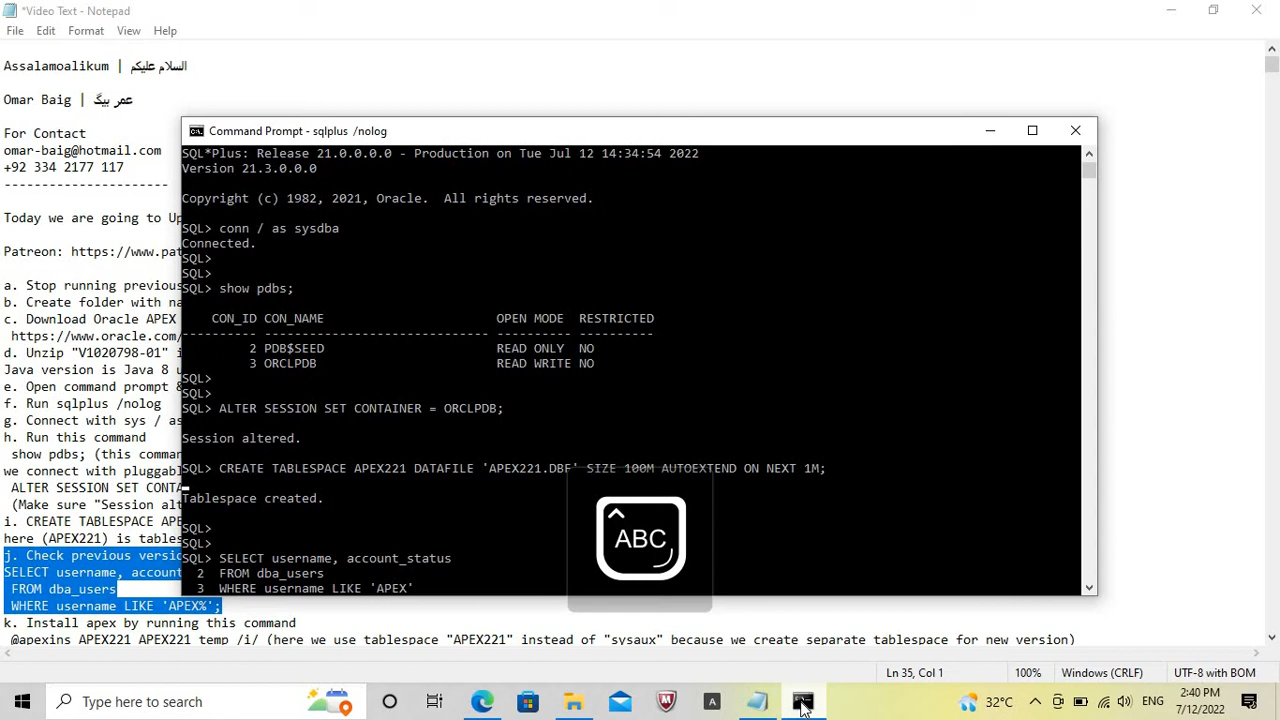 *Video Text - Notepad
File Edit Format View Help
Assalamoalikum | السلام علیکم
Omar Baig | عمر بیگ
For Contact
omar-baig@hotmail.com
+92 334 2177 117
----------------------
Today we are going to Up
Patreon: https://www.pat
a. Stop running previous
b. Create folder with na
c. Download Oracle APEX
https://www.oracle.com/
d. Unzip "V1020798-01" i
Java version is Java 8 u
e. Open command prompt &
f. Run sqlplus /nolog
g. Connect with sys / as
h. Run this command
show pdbs; (this comman
we connect with pluggabl
ALTER SESSION SET CONTA
(Make sure "Session alt
i. CREATE TABLESPACE APE
here (APEX221) is tables
j. Check previous versic
SELECT username, account
FROM dba_users
WHERE username LIKE 'APEX%';
k. Install apex by running this command
@apexins APEX221 APEX221 temp /i/ (here we use tablespace "APEX221" instead of "sysaux" because we create separate tablespace for new version)
Command Prompt - sqlplus /nolog
SQL*Plus: Release 21.0.0.0.0 - Production on Tue Jul 12 14:34:54 2022
Version 21.3.0.0.0
Copyright (c) 1982, 2021, Oracle.  All rights reserved.
SQL> conn / as sysdba
Connected.
SQL>
SQL>
SQL> show pdbs;
CON_ID CON_NAME OPEN MODE RESTRICTED
---------- ------------------------------ ---------- ----------
2 PDB$SEED READ ONLY NO
3 ORCLPDB READ WRITE NO
SQL>
SQL>
SQL> ALTER SESSION SET CONTAINER = ORCLPDB;
Session altered.
SQL> CREATE TABLESPACE APEX221 DATAFILE 'APEX221.DBF' SIZE 100M AUTOEXTEND ON NEXT 1M;
Tablespace created.
SQL>
SQL>
SQL> SELECT username, account_status
2 FROM dba_users
3 WHERE username LIKE 'APEX'
ABC
Ln 35, Col 1 100% Windows (CRLF) UTF-8 with BOM
Type here to search
A
32°C ENG
2:40 PM
7/12/2022